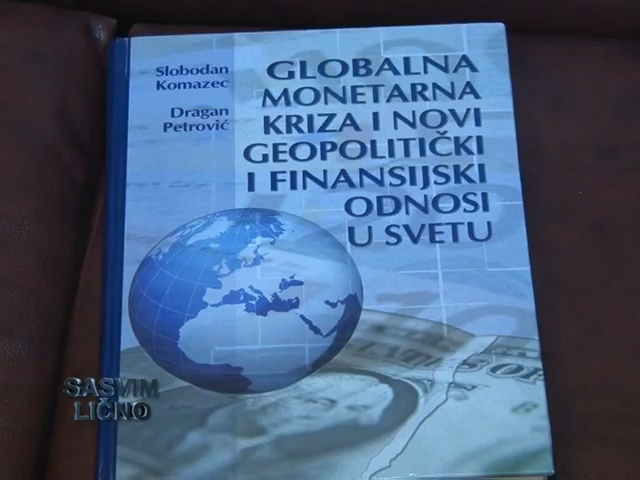 Slobodan
Komazec
Dragan
Petrović
GLOBALNA
MONETARNA
KRIZA I NOVI
GEOPOLITIČKI
I FINANSIJSKI
ODNOSI
U SVETU
SASVIM
LIČNO